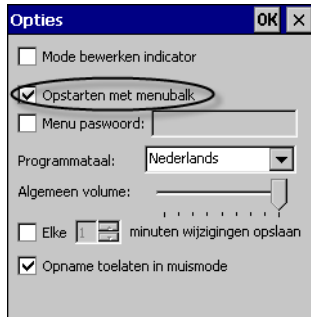 Opties OK
Mode bewerken indicator
Opstarten met menubalk
Menu paswoord:
Programmataal: Nederlands
Algemeen volume:
Elke 1 minuten wijzigingen opslaan
Opname toelaten in muismode